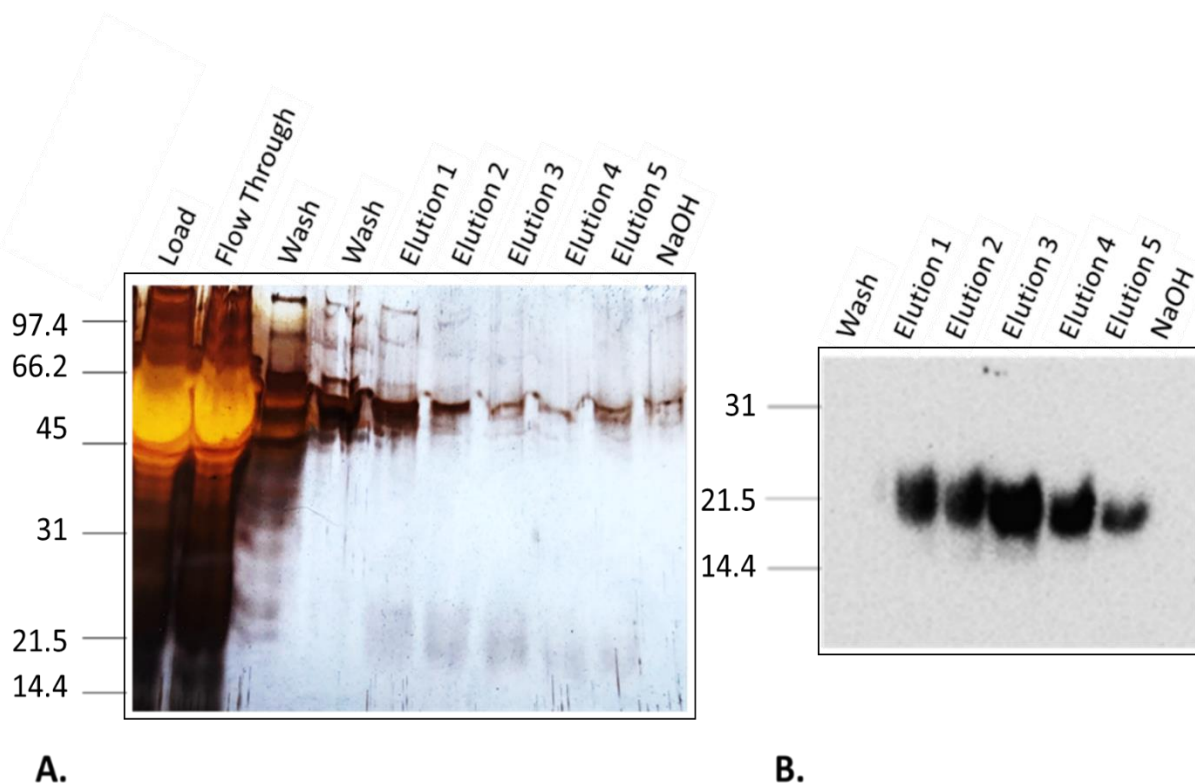 Load
Flow Through
Wash
Wash
Elution 1
Elution 2
Elution 3
Elution 4
Elution 5
NaOH
97.4
66.2
45
31
21.5
14.4
A.
Wash
Elution 1
Elution 2
Elution 3
Elution 4
Elution 5
NaOH
31
21.5
14.4
B.